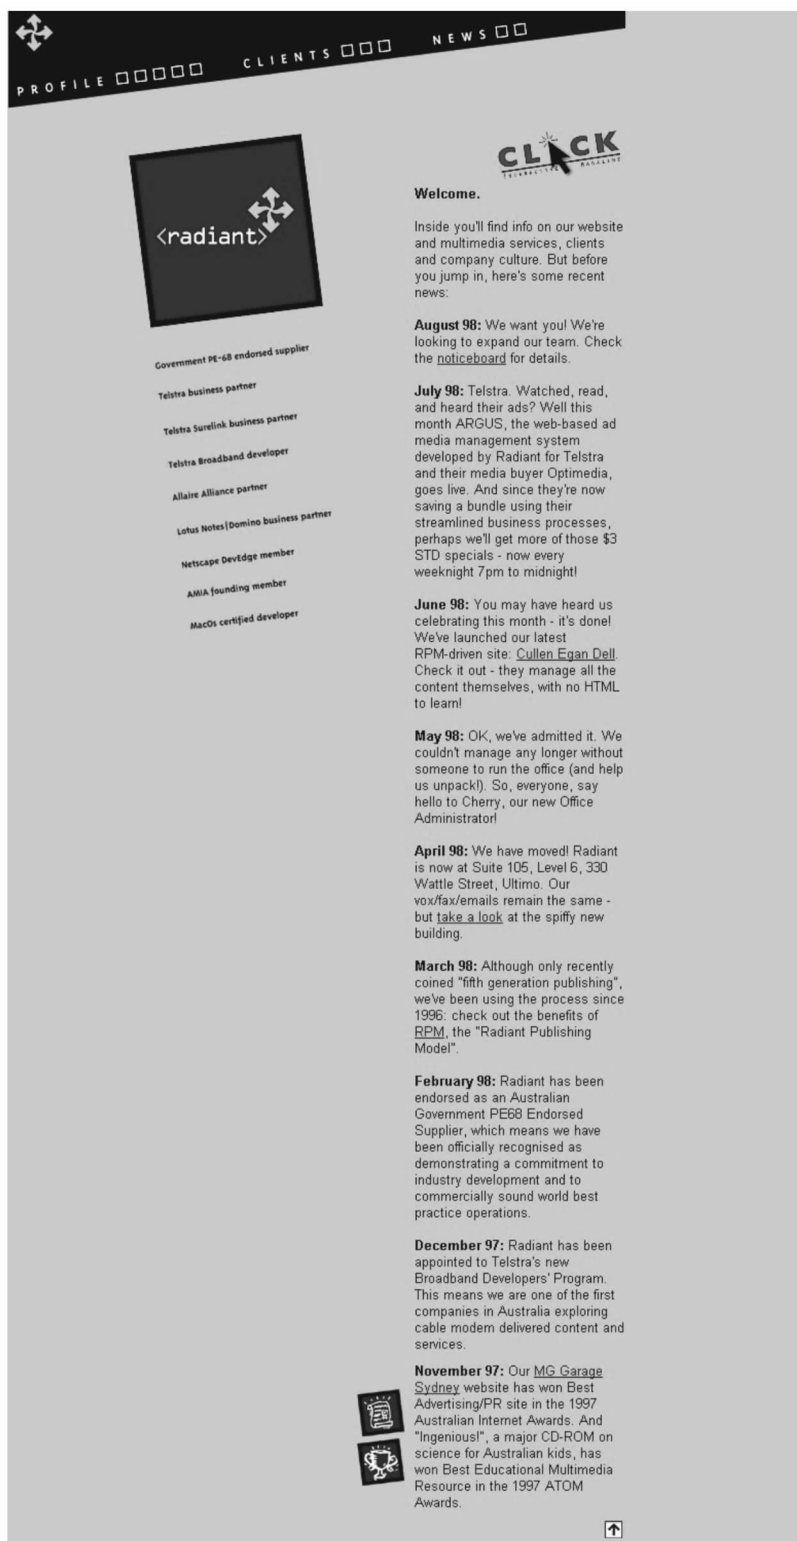 PROFILE
CLIENTS
NEWS
CLICK
<radiant>
Government PE-68 endorsed supplier
Telstra business partner
Telstra Surelink business partner
Telstra Broadband developer
Allaire Alliance partner
Lotus Notes|Domino business partner
Netscape DevEdge member
AMIA founding member
MacOs certified developer
Welcome.
Inside you'll find info on our website
and multimedia services, clients
and company culture. But before
you jump in, here's some recent
news:
August 98: We want you! We're
looking to expand our team. Check
the noticeboard for details.
July 98: Telstra. Watched, read,
and heard their ads? Well this
month ARGUS, the web-based ad
media management system
developed by Radiant for Telstra
and their media buyer Optimedia,
goes live. And since they're now
saving a bundle using their
streamlined business processes,
perhaps we'll get more of those $3
STD specials - now every
weeknight 7pm to midnight!
June 98: You may have heard us
celebrating this month - it's done!
We've launched our latest
RPM-driven site: Cullen Egan Dell.
Check it out - they manage all the
content themselves, with no HTML
to learn!
May 98: OK, we've admitted it. We
couldn't manage any longer without
someone to run the office (and help
us unpack!). So, everyone, say
hello to Cherry, our new Office
Administrator!
April 98: We have moved! Radiant
is now at Suite 105, Level 6, 330
Wattle Street, Ultimo. Our
vox/fax/emails remain the same -
but take a look at the spiffy new
building.
March 98: Although only recently
coined "fifth generation publishing",
we've been using the process since
1996: check out the benefits of
RPM, the "Radiant Publishing
Model".
February 98: Radiant has been
endorsed as an Australian
Government PE68 Endorsed
Supplier, which means we have
been officially recognised as
demonstrating a commitment to
industry development and to
commercially sound world best
practice operations.
December 97: Radiant has been
appointed to Telstra's new
Broadband Developers' Program.
This means we are one of the first
companies in Australia exploring
cable modem delivered content and
services.
November 97: Our MG Garage
Sydney website has won Best
Advertising/PR site in the 1997
Australian Internet Awards. And
"Ingenious!", a major CD-ROM on
science for Australian kids, has
won Best Educational Multimedia
Resource in the 1997 ATOM
Awards.